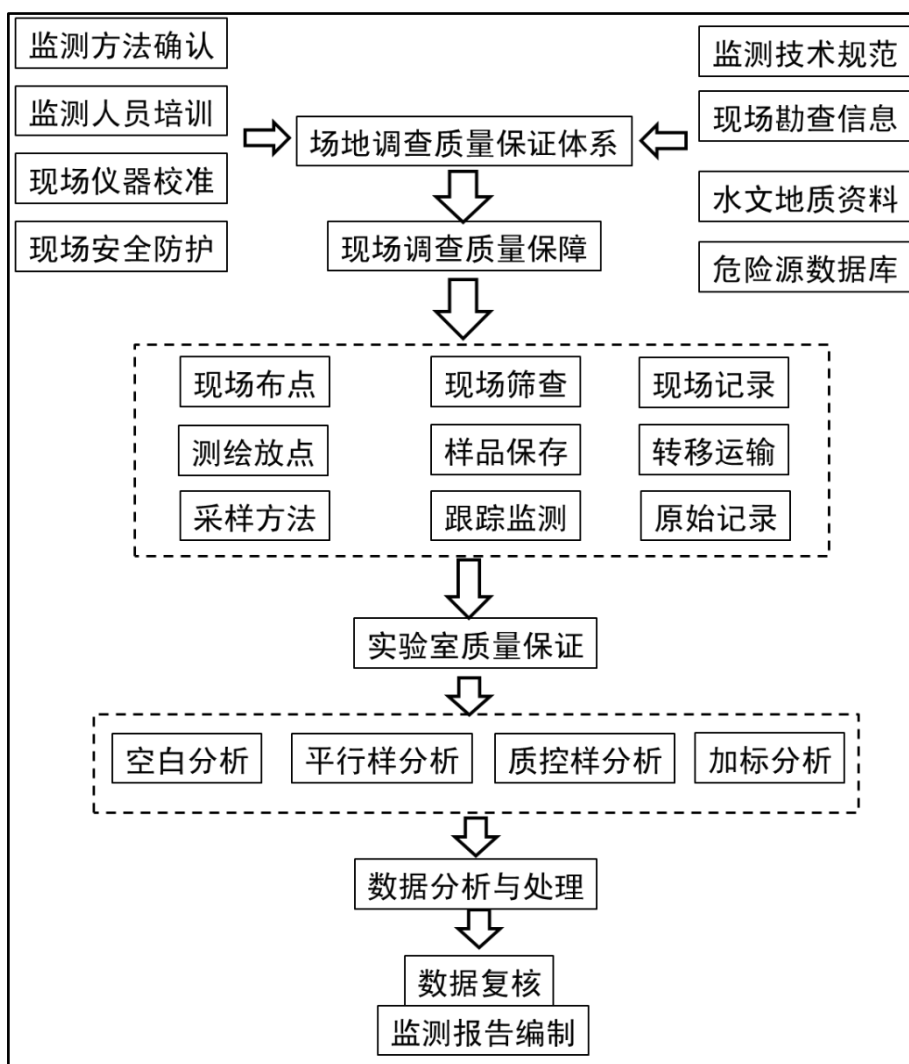 监测方法确认
监测人员培训
现场仪器校准
现场安全防护
监测技术规范
现场勘查信息
水文地质资料
危险源数据库
场地调查质量保证体系
现场调查质量保障
现场布点
现场筛查
现场记录
测绘放点
样品保存
转移运输
采样方法
跟踪监测
原始记录
实验室质量保证
空白分析
平行样分析
质控样分析
加标分析
数据分析与处理
数据复核
监测报告编制